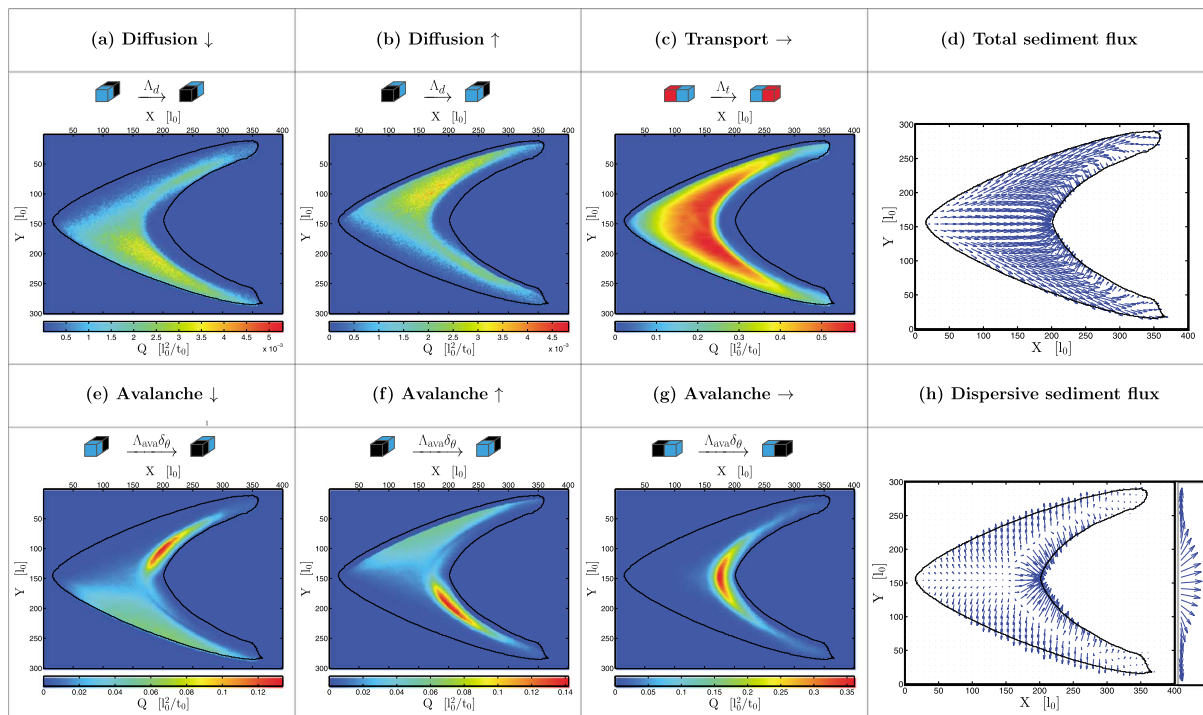 (a) Diffusion ↓
(b) Diffusion ↑
(c) Transport →
(d) Total sediment flux
Λd
Λd
Λt
X [l₀]
X [l₀]
X [l₀]
50 100 150 200 250 300 350 400
50 100 150 200 250 300 350 400
50 100 150 200 250 300 350 400
Y [l₀]
50
100
150
200
250
300
Y [l₀]
50
100
150
200
250
300
Y [l₀]
50
100
150
200
250
300
Y [l₀]
300
250
200
150
100
50
0
0 50 100 150 200 250 300 350 400
X [l₀]
0.5 1 1.5 2 2.5 3 3.5 4 4.5 5
Q [l₀²/t₀]
x 10⁻³
0.5 1 1.5 2 2.5 3 3.5 4 4.5 5
Q [l₀²/t₀]
x 10⁻³
0 0.1 0.2 0.3 0.4 0.5
Q [l₀²/t₀]
(e) Avalanche ↓
(f) Avalanche ↑
(g) Avalanche →
(h) Dispersive sediment flux
Λava δθ
Λava δθ
Λava δθ
X [l₀]
X [l₀]
X [l₀]
50 100 150 200 250 300 350 400
50 100 150 200 250 300 350 400
50 100 150 200 250 300 350 400
Y [l₀]
50
100
150
200
250
300
Y [l₀]
50
100
150
200
250
300
Y [l₀]
50
100
150
200
250
300
Y [l₀]
300
250
200
150
100
50
0
0 50 100 150 200 250 300 350 400
X [l₀]
0 0.02 0.04 0.06 0.08 0.1 0.12
Q [l₀²/t₀]
0 0.02 0.04 0.06 0.08 0.1 0.12 0.14
Q [l₀²/t₀]
0 0.05 0.1 0.15 0.2 0.25 0.3 0.35
Q [l₀²/t₀]